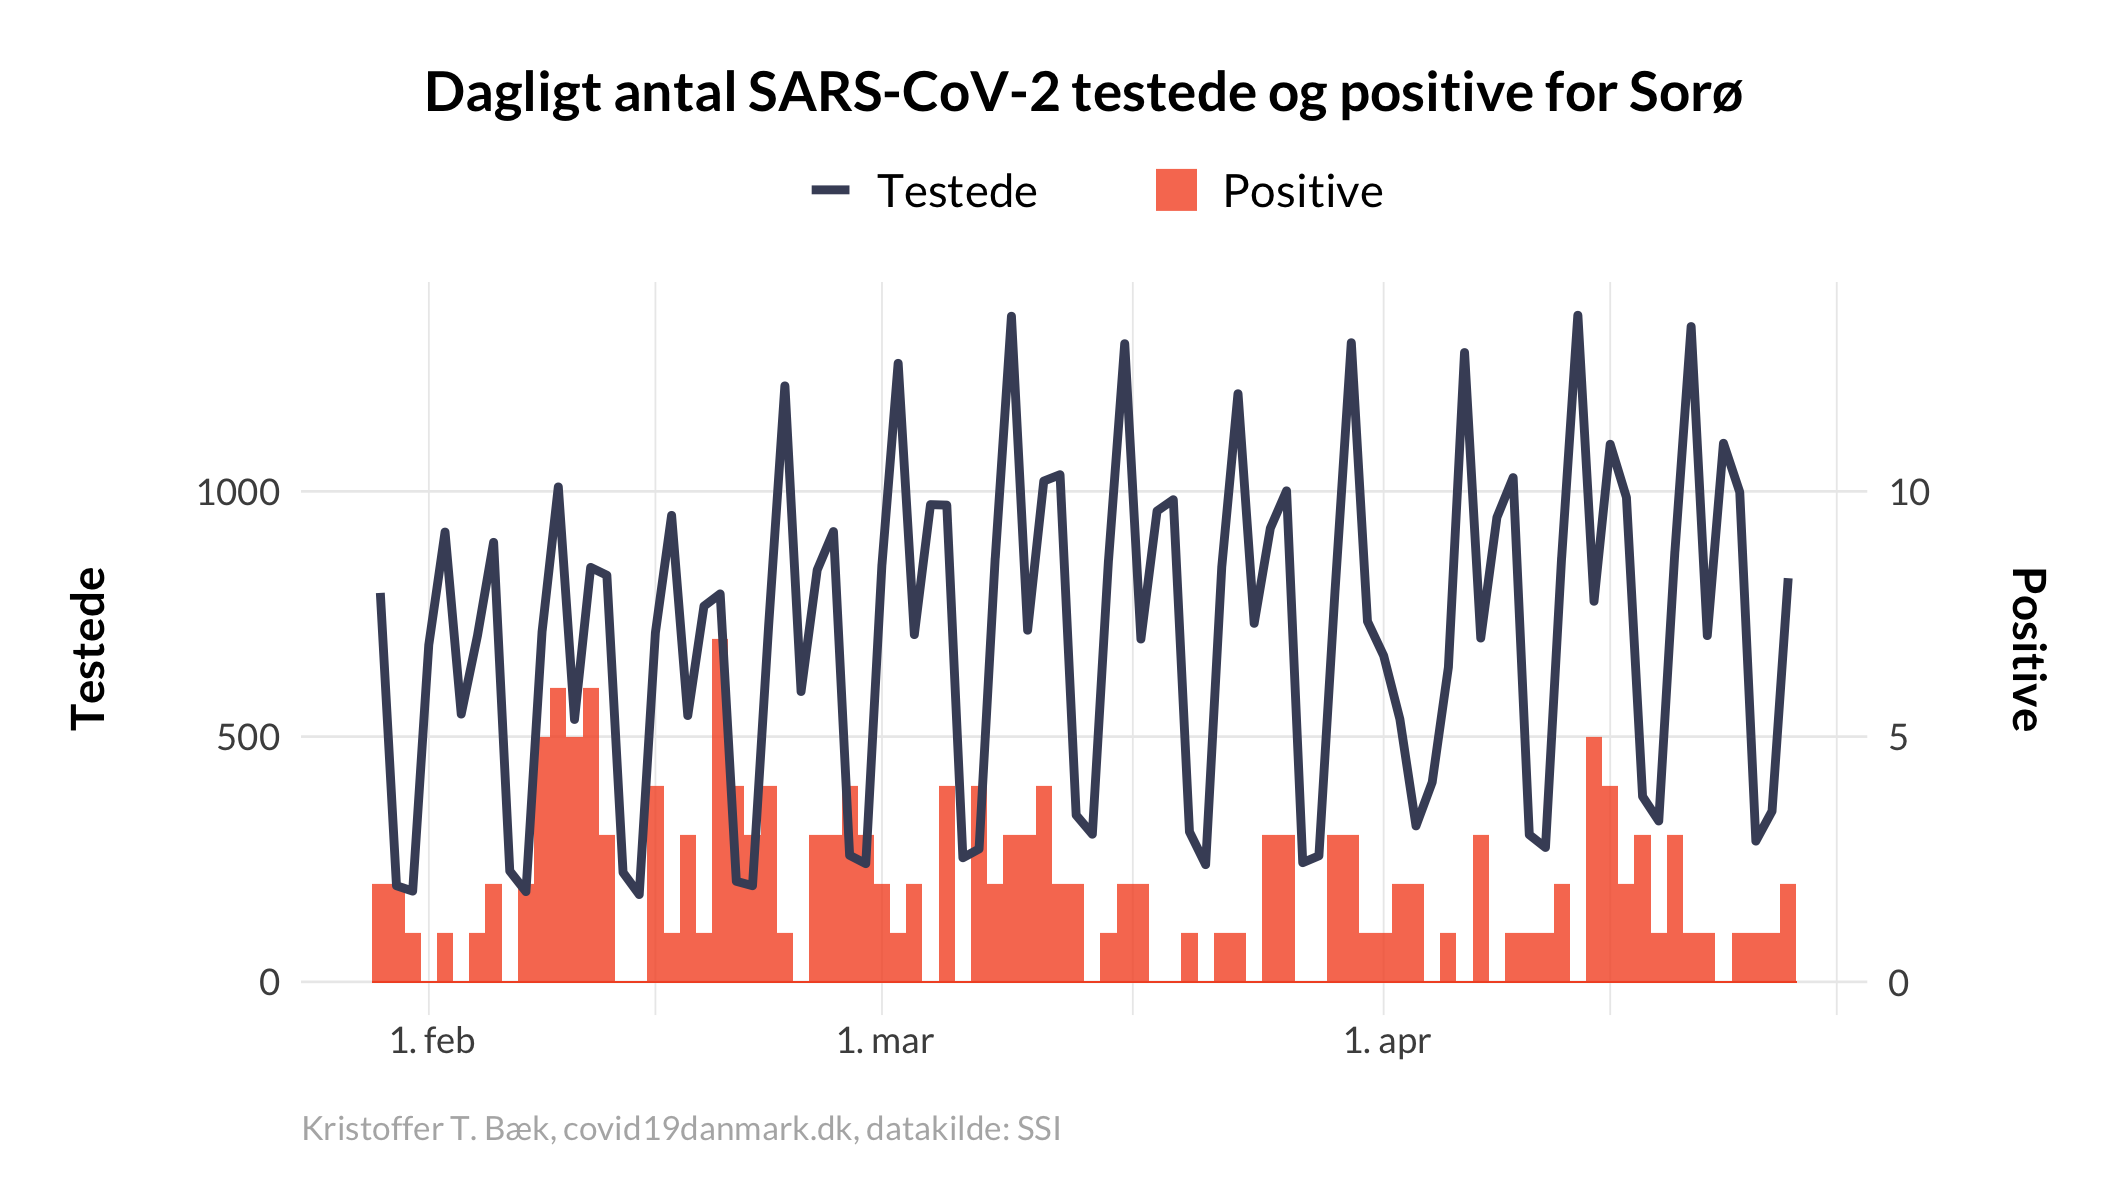 Dagligt antal SARS-CoV-2 testede og positive for Sorø
Testede
Positive
1000
500
0
10
5
0
Testede
Positive
1. feb
1. mar
1. apr
Kristoffer T. Bæk, covid19danmark.dk, datakilde: SSI